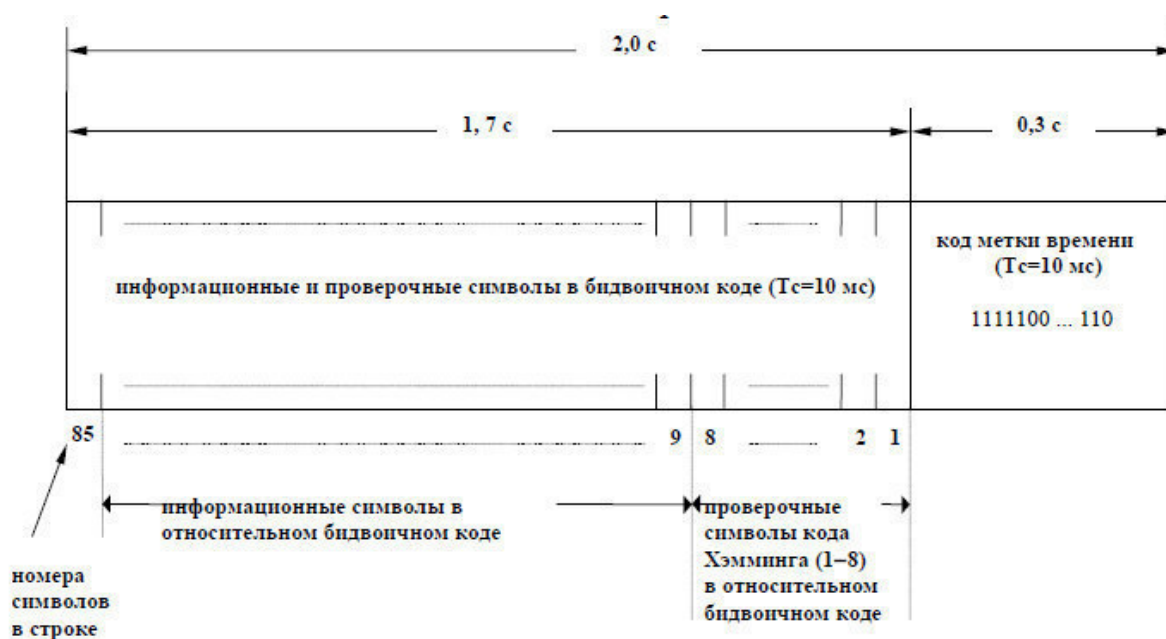 2,0 с
1, 7 с
0,3 с
код метки времени
(Тс=10 мс)
информационные и проверочные символы в бидвоичном коде (Тс=10 мс)
1111100 ... 110
85
9
8
2
1
информационные символы в
относительном бидвоичном коде
проверочные
символы кода
Хэмминга (1–8)
в относительном
бидвоичном коде
номера
символов
в строке